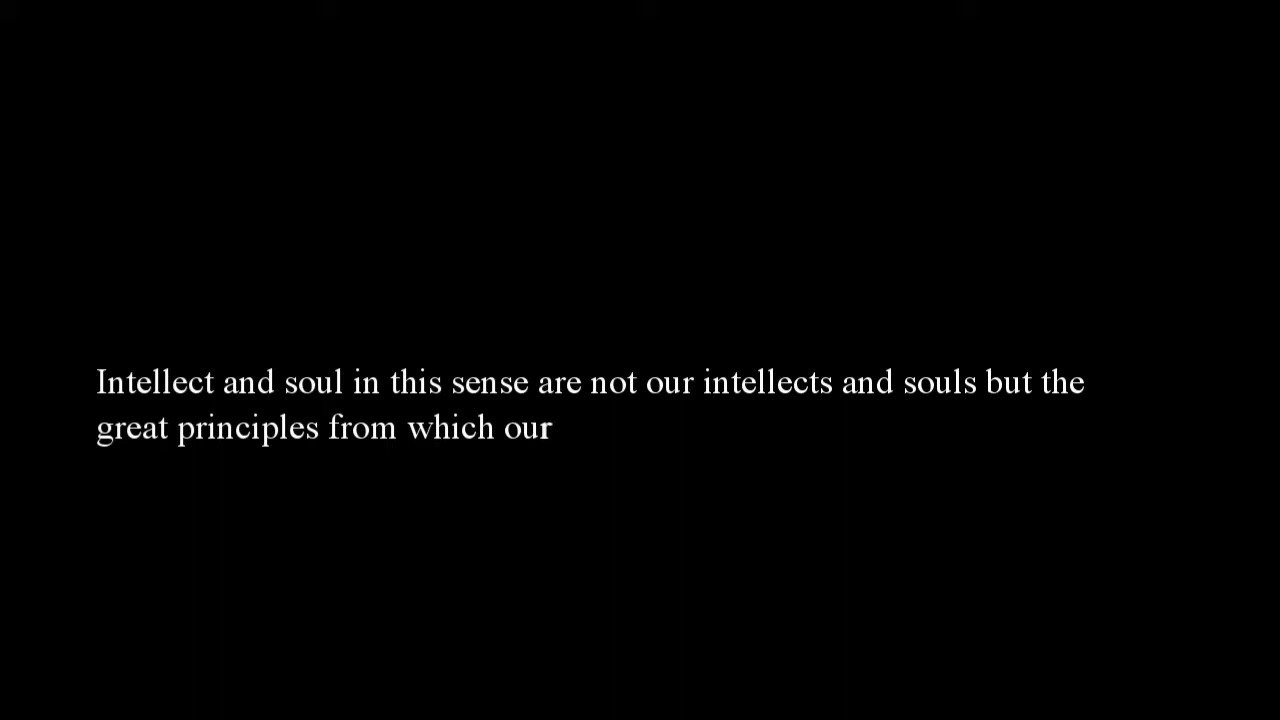 Intellect and soul in this sense are not our intellects and souls but the
great principles from which our